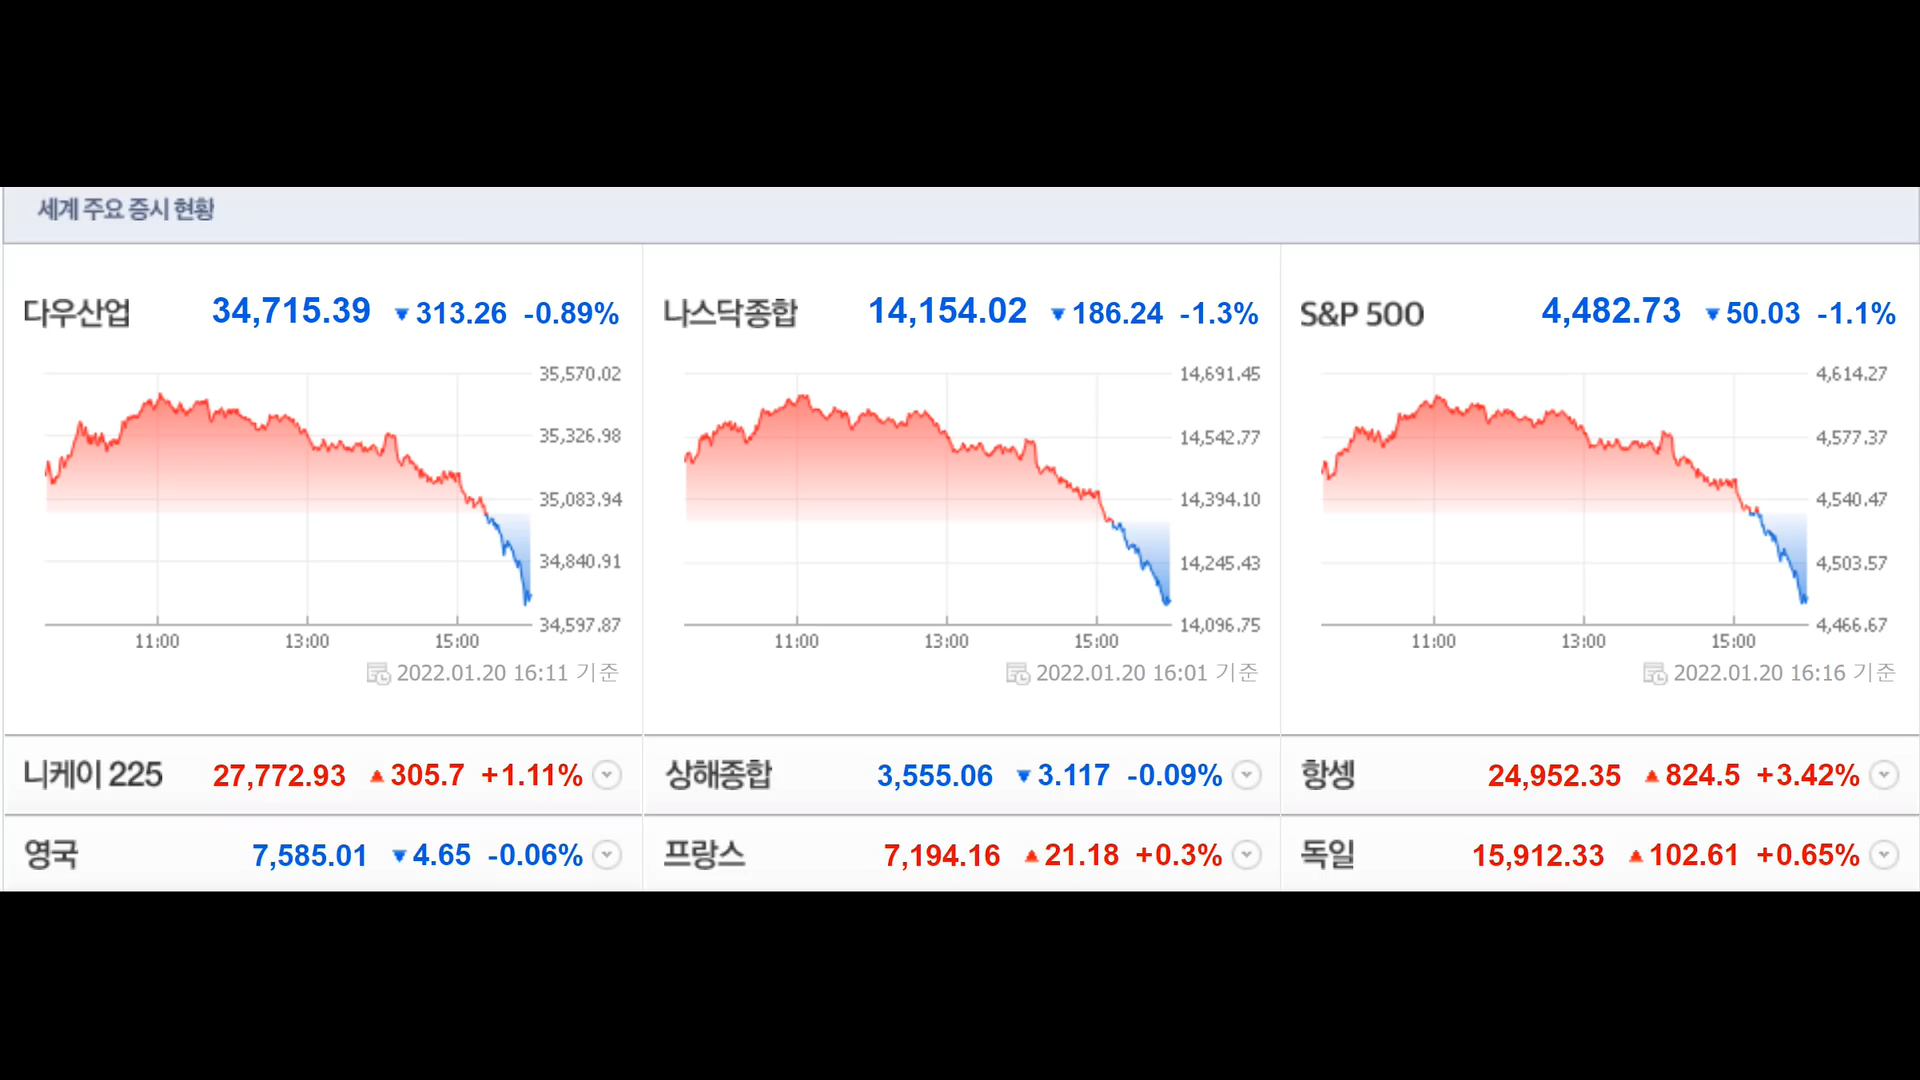 세계 주요 증시 현황
다우산업 34,715.39 ▼ 313.26 -0.89%
35,570.02
35,326.98
35,083.94
34,840.91
34,597.87
11:00 13:00 15:00
2022.01.20 16:11 기준
나스닥종합 14,154.02 ▼ 186.24 -1.3%
14,691.45
14,542.77
14,394.10
14,245.43
14,096.75
11:00 13:00 15:00
2022.01.20 16:01 기준
S&P 500 4,482.73 ▼ 50.03 -1.1%
4,614.27
4,577.37
4,540.47
4,503.57
4,466.67
11:00 13:00 15:00
2022.01.20 16:16 기준
니케이 225 27,772.93 ▲ 305.7 +1.11%
상해종합 3,555.06 ▼ 3.117 -0.09%
항셍 24,952.35 ▲ 824.5 +3.42%
영국 7,585.01 ▼ 4.65 -0.06%
프랑스 7,194.16 ▲ 21.18 +0.3%
독일 15,912.33 ▲ 102.61 +0.65%